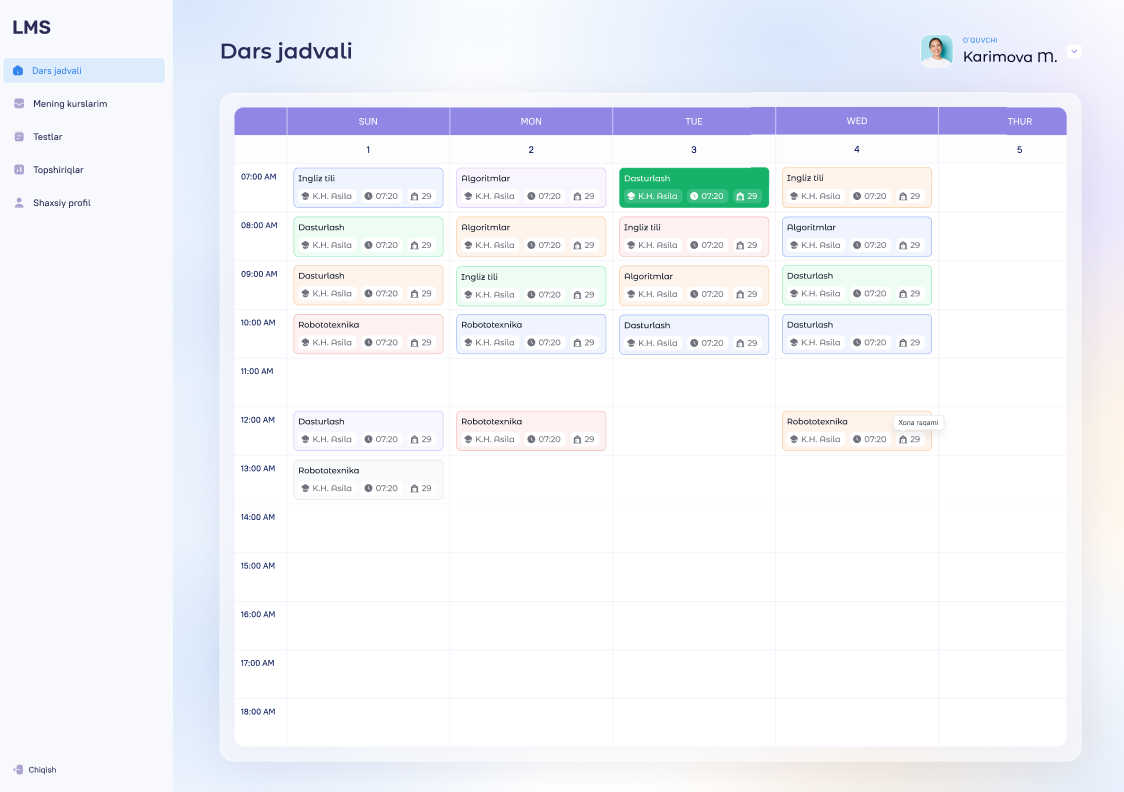 LMS
Dars jadvali
Mening kurslarim
Testlar
Topshiriqlar
Shaxsiy profil
Chiqish
Dars jadvali
O'QUVCHI
Karimova M.
SUN MON TUE WED THUR
1 2 3 4 5
07:00 AM
Ingliz tili Algoritmlar Dasturlash Ingliz tili
K.H. Asila 07:20 29 K.H. Asila 07:20 29 K.H. Asila 07:20 29 K.H. Asila 07:20 29
08:00 AM
Dasturlash Algoritmlar Ingliz tili Algoritmlar
K.H. Asila 07:20 29 K.H. Asila 07:20 29 K.H. Asila 07:20 29 K.H. Asila 07:20 29
09:00 AM
Dasturlash Ingliz tili Algoritmlar Dasturlash
K.H. Asila 07:20 29 K.H. Asila 07:20 29 K.H. Asila 07:20 29 K.H. Asila 07:20 29
10:00 AM
Robototexnika Robototexnika Dasturlash Dasturlash
K.H. Asila 07:20 29 K.H. Asila 07:20 29 K.H. Asila 07:20 29 K.H. Asila 07:20 29
11:00 AM
12:00 AM
Dasturlash Robototexnika Robototexnika Xona raqami
K.H. Asila 07:20 29 K.H. Asila 07:20 29 K.H. Asila 07:20 29
13:00 AM
Robototexnika
K.H. Asila 07:20 29
14:00 AM
15:00 AM
16:00 AM
17:00 AM
18:00 AM